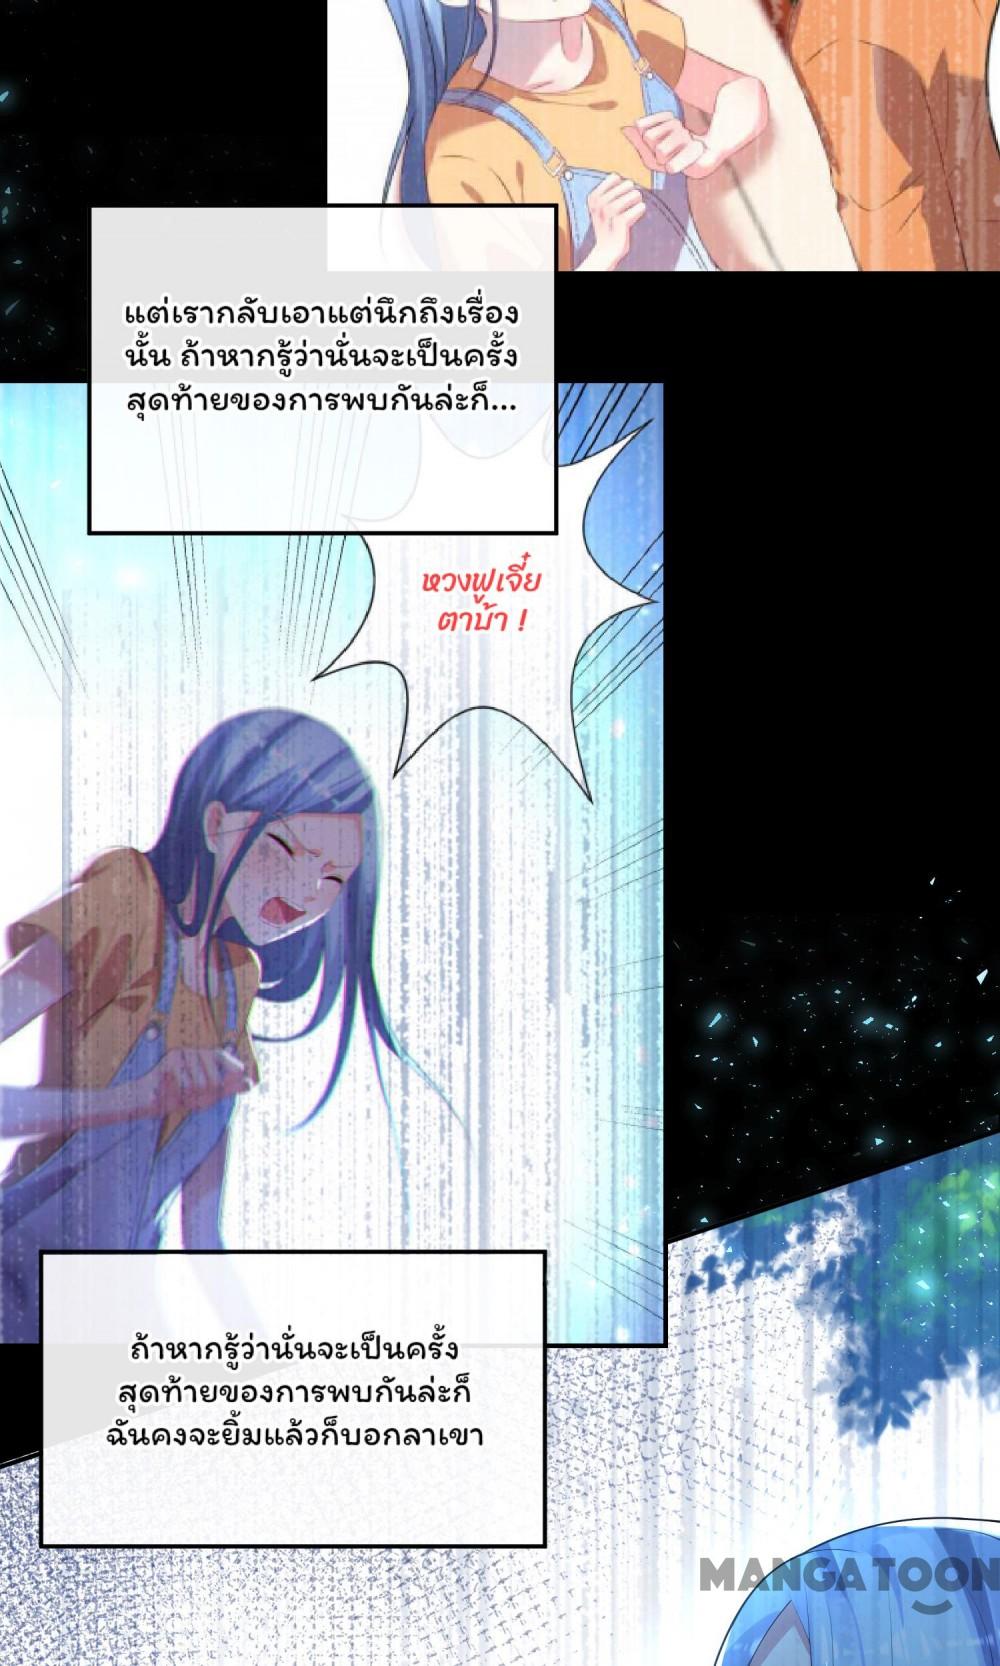 แต่เรากลับเอาแต่นึกถึงเรื่อง
นั้น ถ้าหากรู้ว่านั่นจะเป็นครั้ง
สุดท้ายของการพบกันล่ะก็...
หวงฟูเจี๋ย
ตาบ้า !
ถ้าหากรู้ว่านั่นจะเป็นครั้ง
สุดท้ายของการพบกันล่ะก็
ฉันคงจะยิ้มแล้วก็บอกลาเขา
MANGATOON